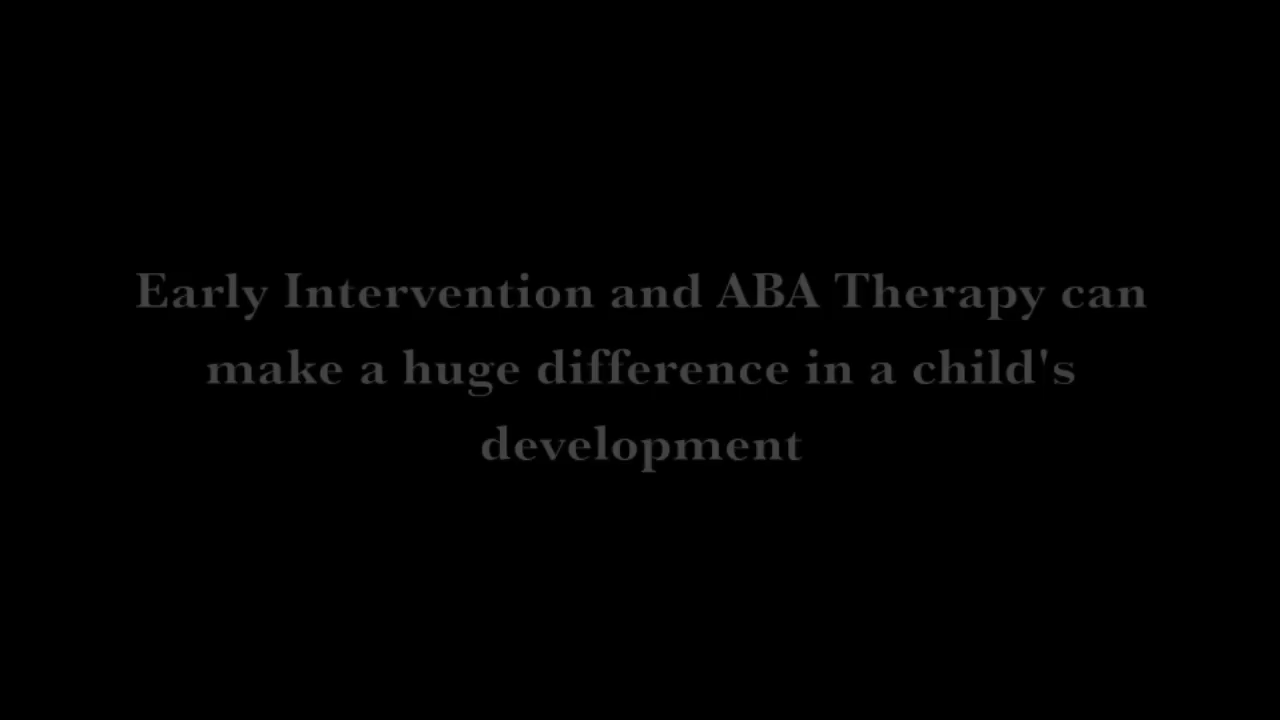 Early Intervention and ABA Therapy can
make a huge difference in a child's
development